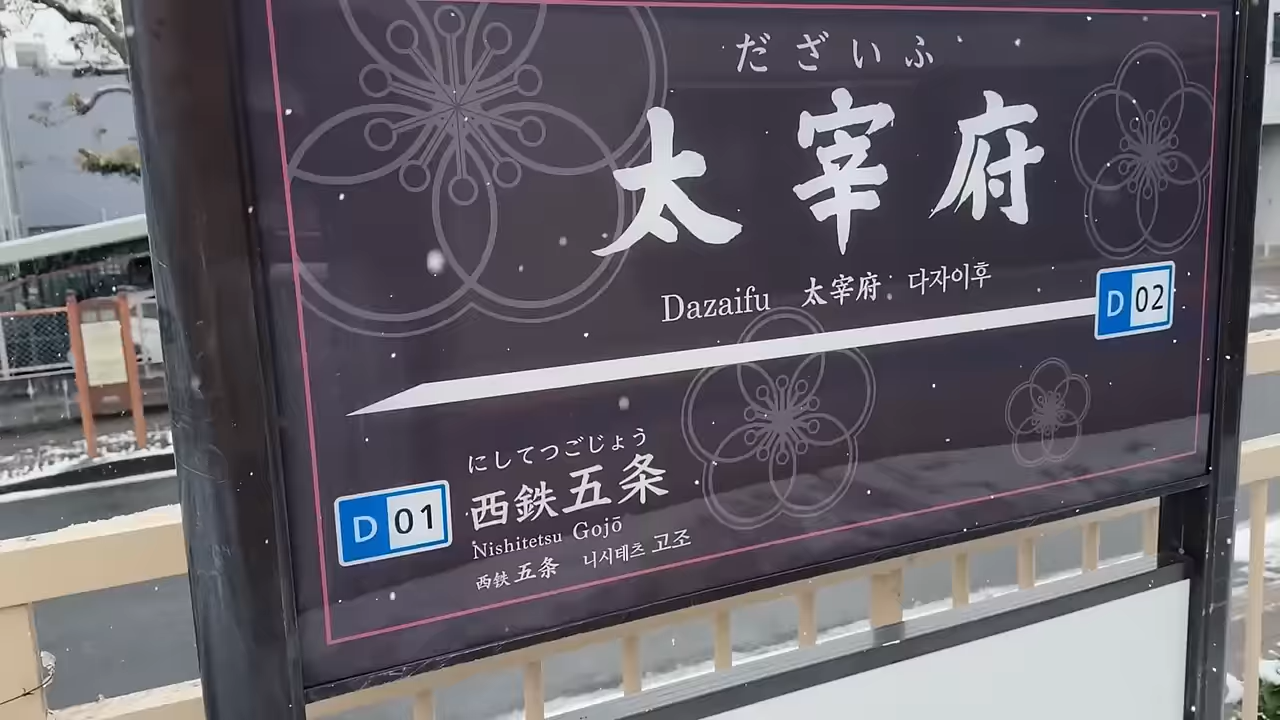 だざいふ
太宰府
Dazaifu 太宰府 다자이후
D 02
にしてつごじょう
D 01 西鉄五条
Nishitetsu Gojō
西鉄五条 니시테츠 고조